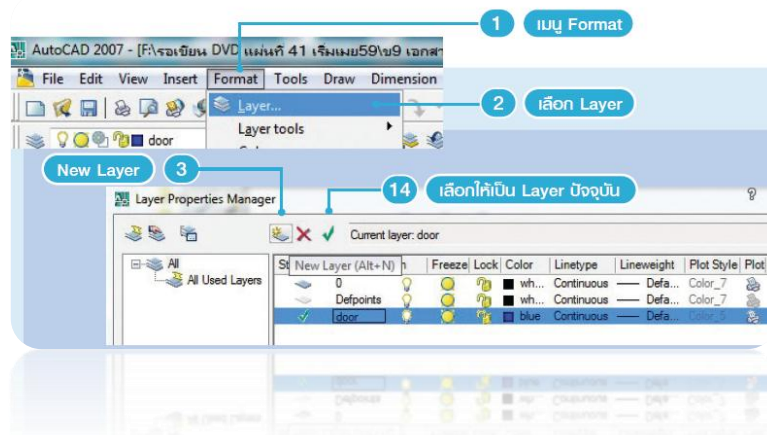 1 เมนู Format
AutoCAD 2007 - [F:\รอเขียน DVD แผ่นที่ 41 เริ่มเมย59\บ9 เอกสา
File Edit View Insert Format Tools Draw Dimension
Layer...
2 เลือก Layer
Layer tools
door
New Layer 3
14 เลือกให้เป็น Layer ปัจจุบัน
Layer Properties Manager
Current layer: door
All
All Used Layers
St New Layer (Alt+N) Freeze Lock Color Linetype Lineweight Plot Style Plot
0 wh... Continuous Defa... Color_7
Defpoints wh... Continuous Defa... Color_7
door blue Continuous Defa... Color_5